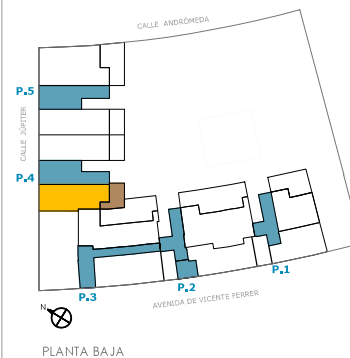 CALLE ANDRÓMEDA
P.5
CALLE JÚPITER
P.4
P.1
P.2
P.3
AVENIDA DE VICENTE FERRER
N
PLANTA BAJA